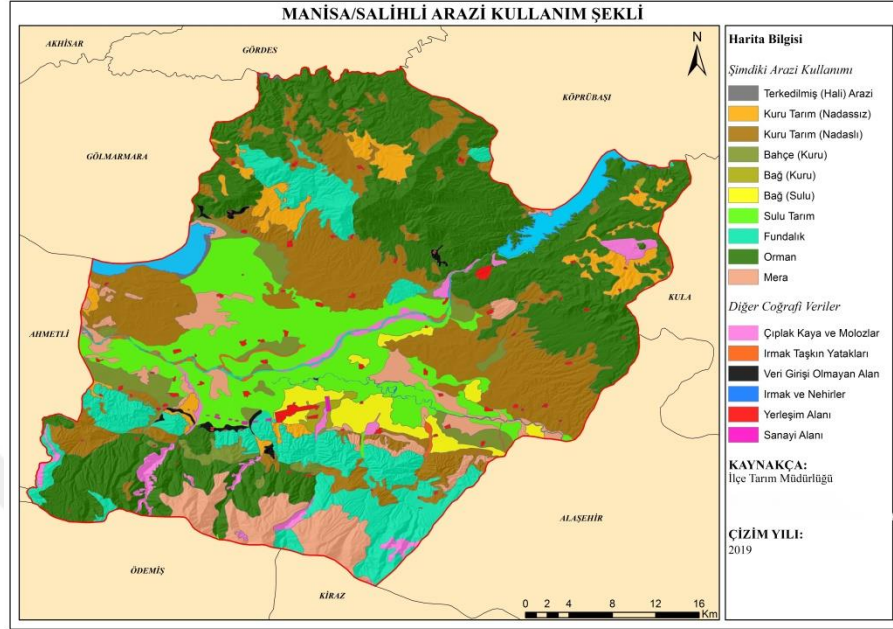 MANİSA/SALİHLİ ARAZİ KULLANIM ŞEKLİ
AKHİSAR
GÖRDES
KÖPRÜBAŞI
GÖLMARMARA
AHMETLİ
KULA
ALAŞEHİR
ÖDEMİŞ
KİRAZ
N
0 2 4 8 12 16
Km
Harita Bilgisi
Şimdiki Arazi Kullanımı
Terkedilmiş (Hali) Arazi
Kuru Tarım (Nadassız)
Kuru Tarım (Nadaslı)
Bahçe (Kuru)
Bağ (Kuru)
Bağ (Sulu)
Sulu Tarım
Fundalık
Orman
Mera
Diğer Coğrafi Veriler
Çıplak Kaya ve Molozlar
Irmak Taşkın Yatakları
Veri Girişi Olmayan Alan
Irmak ve Nehirler
Yerleşim Alanı
Sanayi Alanı
KAYNAKÇA:
İlçe Tarım Müdürlüğü
ÇİZİM YILI:
2019